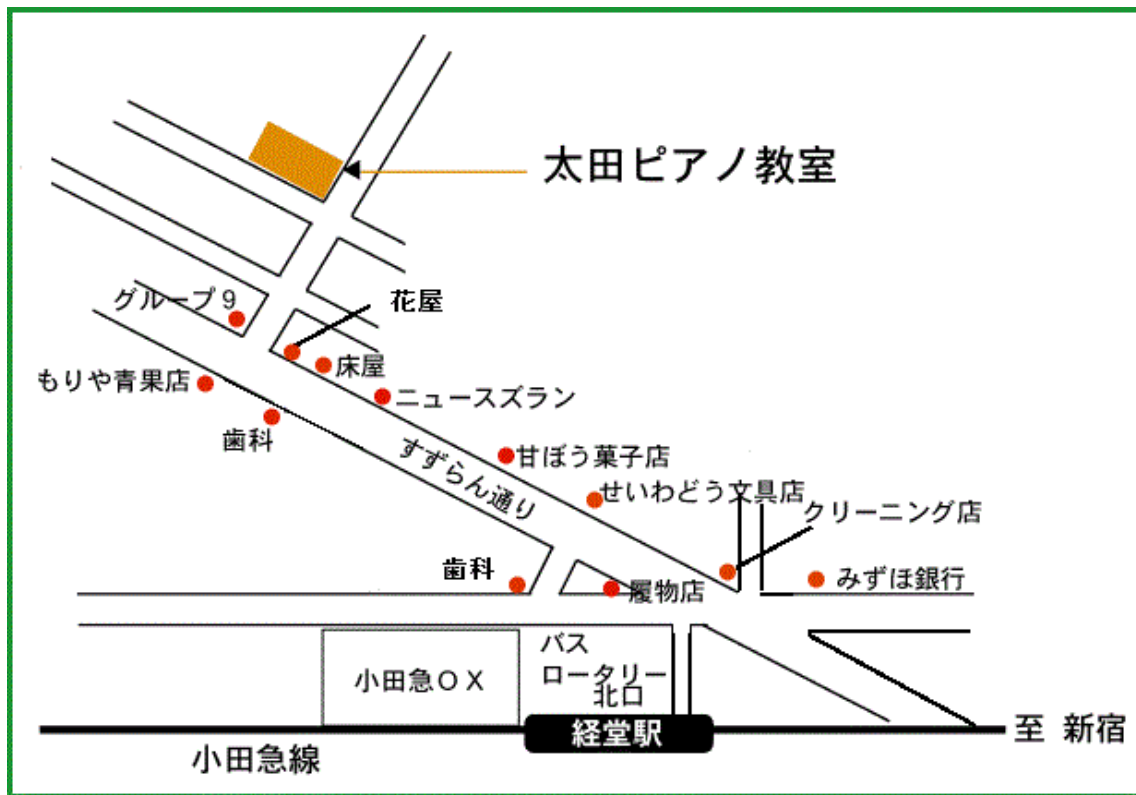 太田ピアノ教室
グループ9
花屋
床屋
もりや青果店
ニュースズラン
歯科
すずらん通り
甘ぼう菓子店
せいわどう文具店
クリーニング店
歯科
履物店
みずほ銀行
バス
ロータリー
北口
小田急OX
経堂駅
至 新宿
小田急線